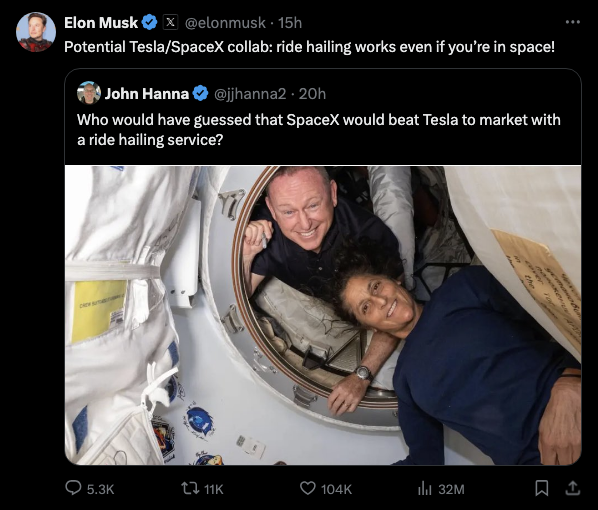 Elon Musk @elonmusk · 15h
Potential Tesla/SpaceX collab: ride hailing works even if you're in space!
John Hanna @jjhanna2 · 20h
Who would have guessed that SpaceX would beat Tesla to market with
a ride hailing service?
5.3K 11K 104K 32M